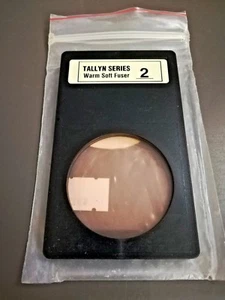 TALLYN SERIES
Warm Soft Fuser 2